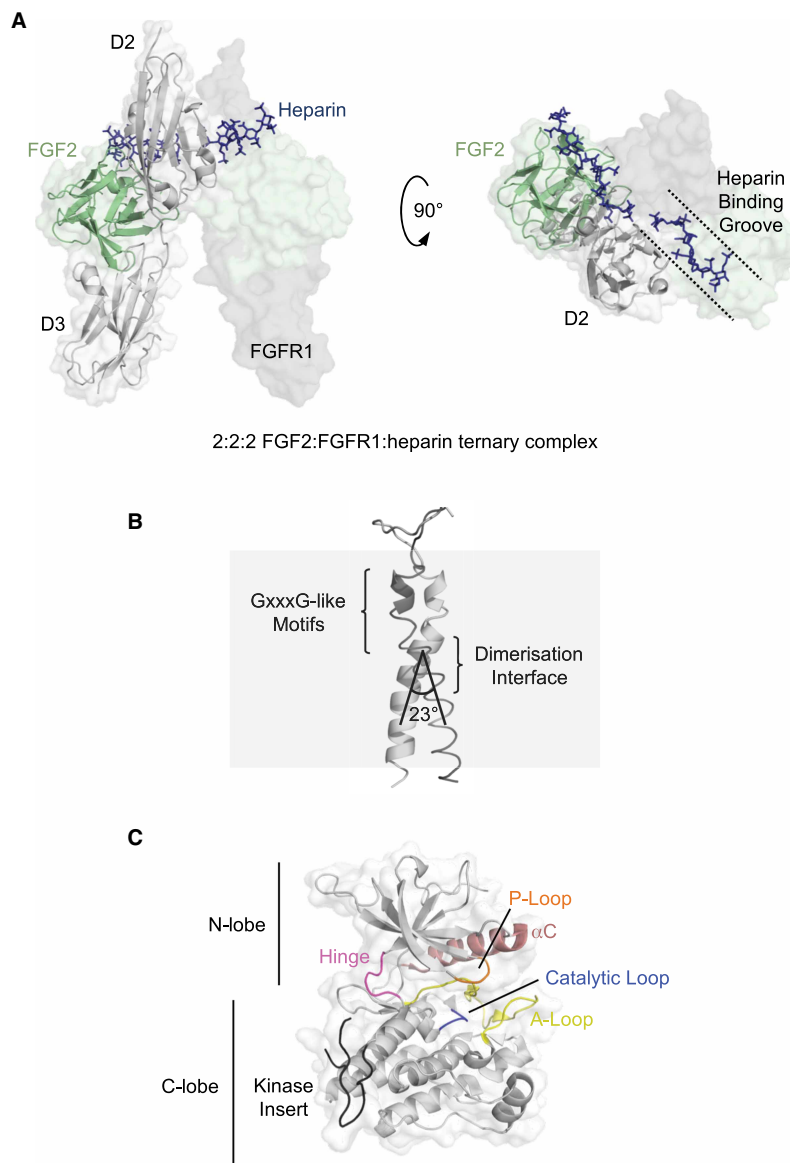 A
D2
Heparin
FGF2
D3
FGFR1
90°
FGF2
Heparin
Binding
Groove
D2
2:2:2 FGF2:FGFR1:heparin ternary complex
B
GxxxG-like
Motifs
Dimerisation
Interface
23°
C
N-lobe
P-Loop
αC
Hinge
Catalytic Loop
A-Loop
C-lobe
Kinase
Insert